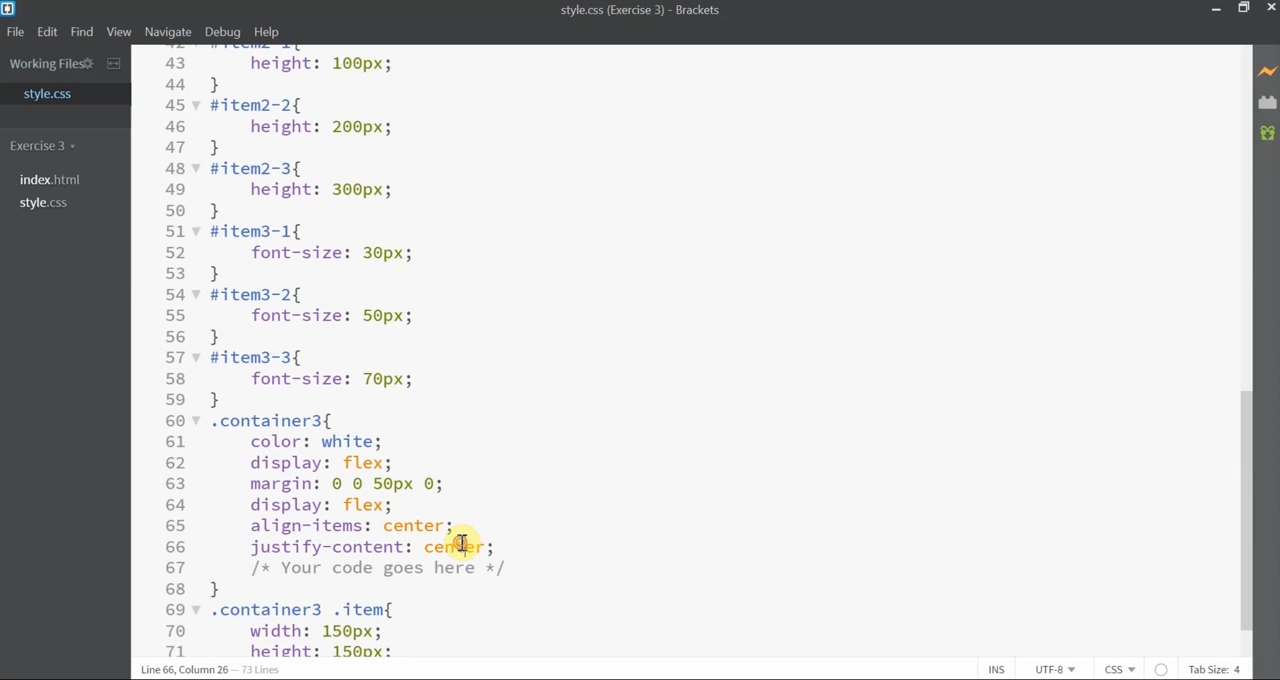 style.css (Exercise 3) - Brackets
File Edit Find View Navigate Debug Help
Working Files
style.css
Exercise 3
index.html
style.css
42 #item2-1{
43 height: 100px;
44 }
45 #item2-2{
46 height: 200px;
47 }
48 #item2-3{
49 height: 300px;
50 }
51 #item3-1{
52 font-size: 30px;
53 }
54 #item3-2{
55 font-size: 50px;
56 }
57 #item3-3{
58 font-size: 70px;
59 }
60 .container3{
61 color: white;
62 display: flex;
63 margin: 0 0 50px 0;
64 display: flex;
65 align-items: center;
66 justify-content: center;
67 /* Your code goes here */
68 }
69 .container3 .item{
70 width: 150px;
71 height: 150px;
Line 66, Column 26 — 73 Lines
INS UTF-8 CSS Tab Size: 4